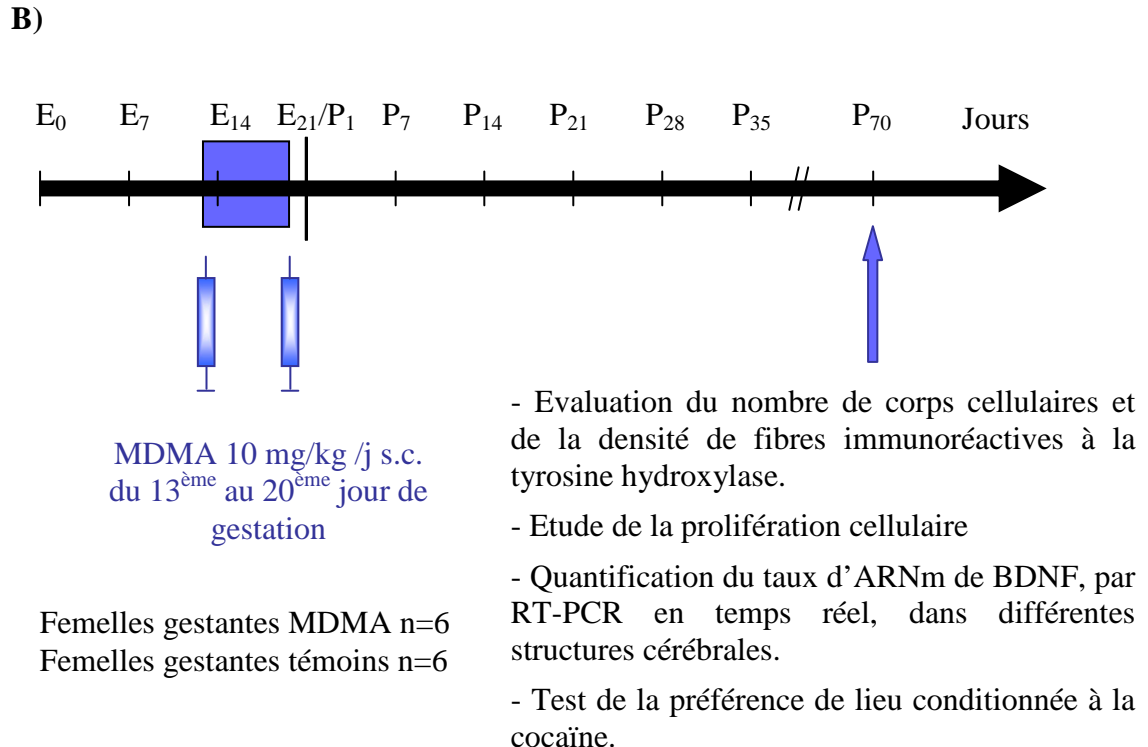 B)
E0 E7 E14 E21/P1 P7 P14 P21 P28 P35 P70 Jours
MDMA 10 mg/kg /j s.c.
du 13ème au 20ème jour de
gestation
Femelles gestantes MDMA n=6
Femelles gestantes témoins n=6
- Evaluation du nombre de corps cellulaires et
de la densité de fibres immunoréactives à la
tyrosine hydroxylase.
- Etude de la prolifération cellulaire
- Quantification du taux d’ARNm de BDNF, par
RT-PCR en temps réel, dans différentes
structures cérébrales.
- Test de la préférence de lieu conditionnée à la
cocaïne.